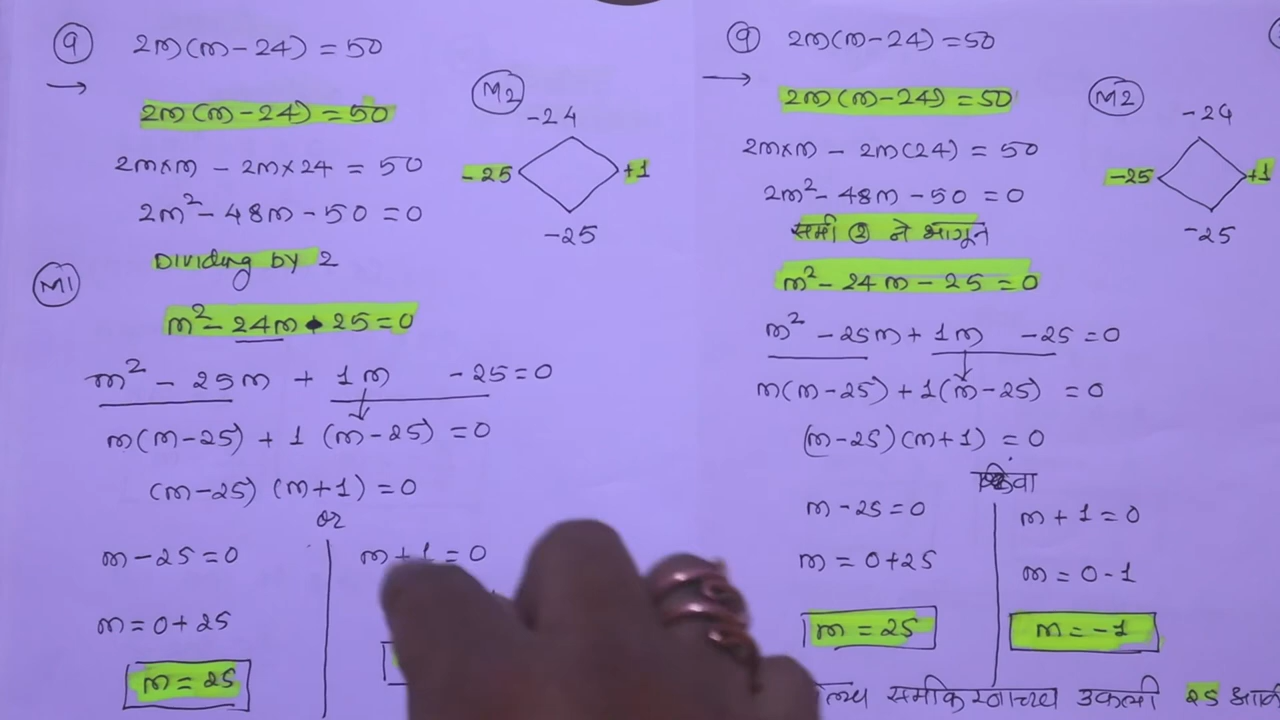 9 2m(m-24) = 50
2m(m-24) = 50
M2
-24
-25 +1
-25
2m×m - 2m×24 = 50
2m² - 48m - 50 = 0
Dividing by 2
M1
m² - 24m 25 = 0
m² - 25m + 1m -25 = 0
m(m-25) + 1 (m-25) = 0
(m-25) (m+1) = 0
or
m-25 = 0 m+1 = 0
m = 0+25
m = 25
9 2m(m-24) = 50
2m(m-24) = 50
M2
-24
-25 +1
-25
2m×m - 2m(24) = 50
2m² - 48m - 50 = 0
समी 2 ने भागून
m² - 24m - 25 = 0
m² - 25m + 1m -25 = 0
m(m-25) + 1(m-25) = 0
(m-25)(m+1) = 0
m-25 = 0 m+1 = 0
m = 0+25 m = 0-1
m = 25 m = -1
उकली 25